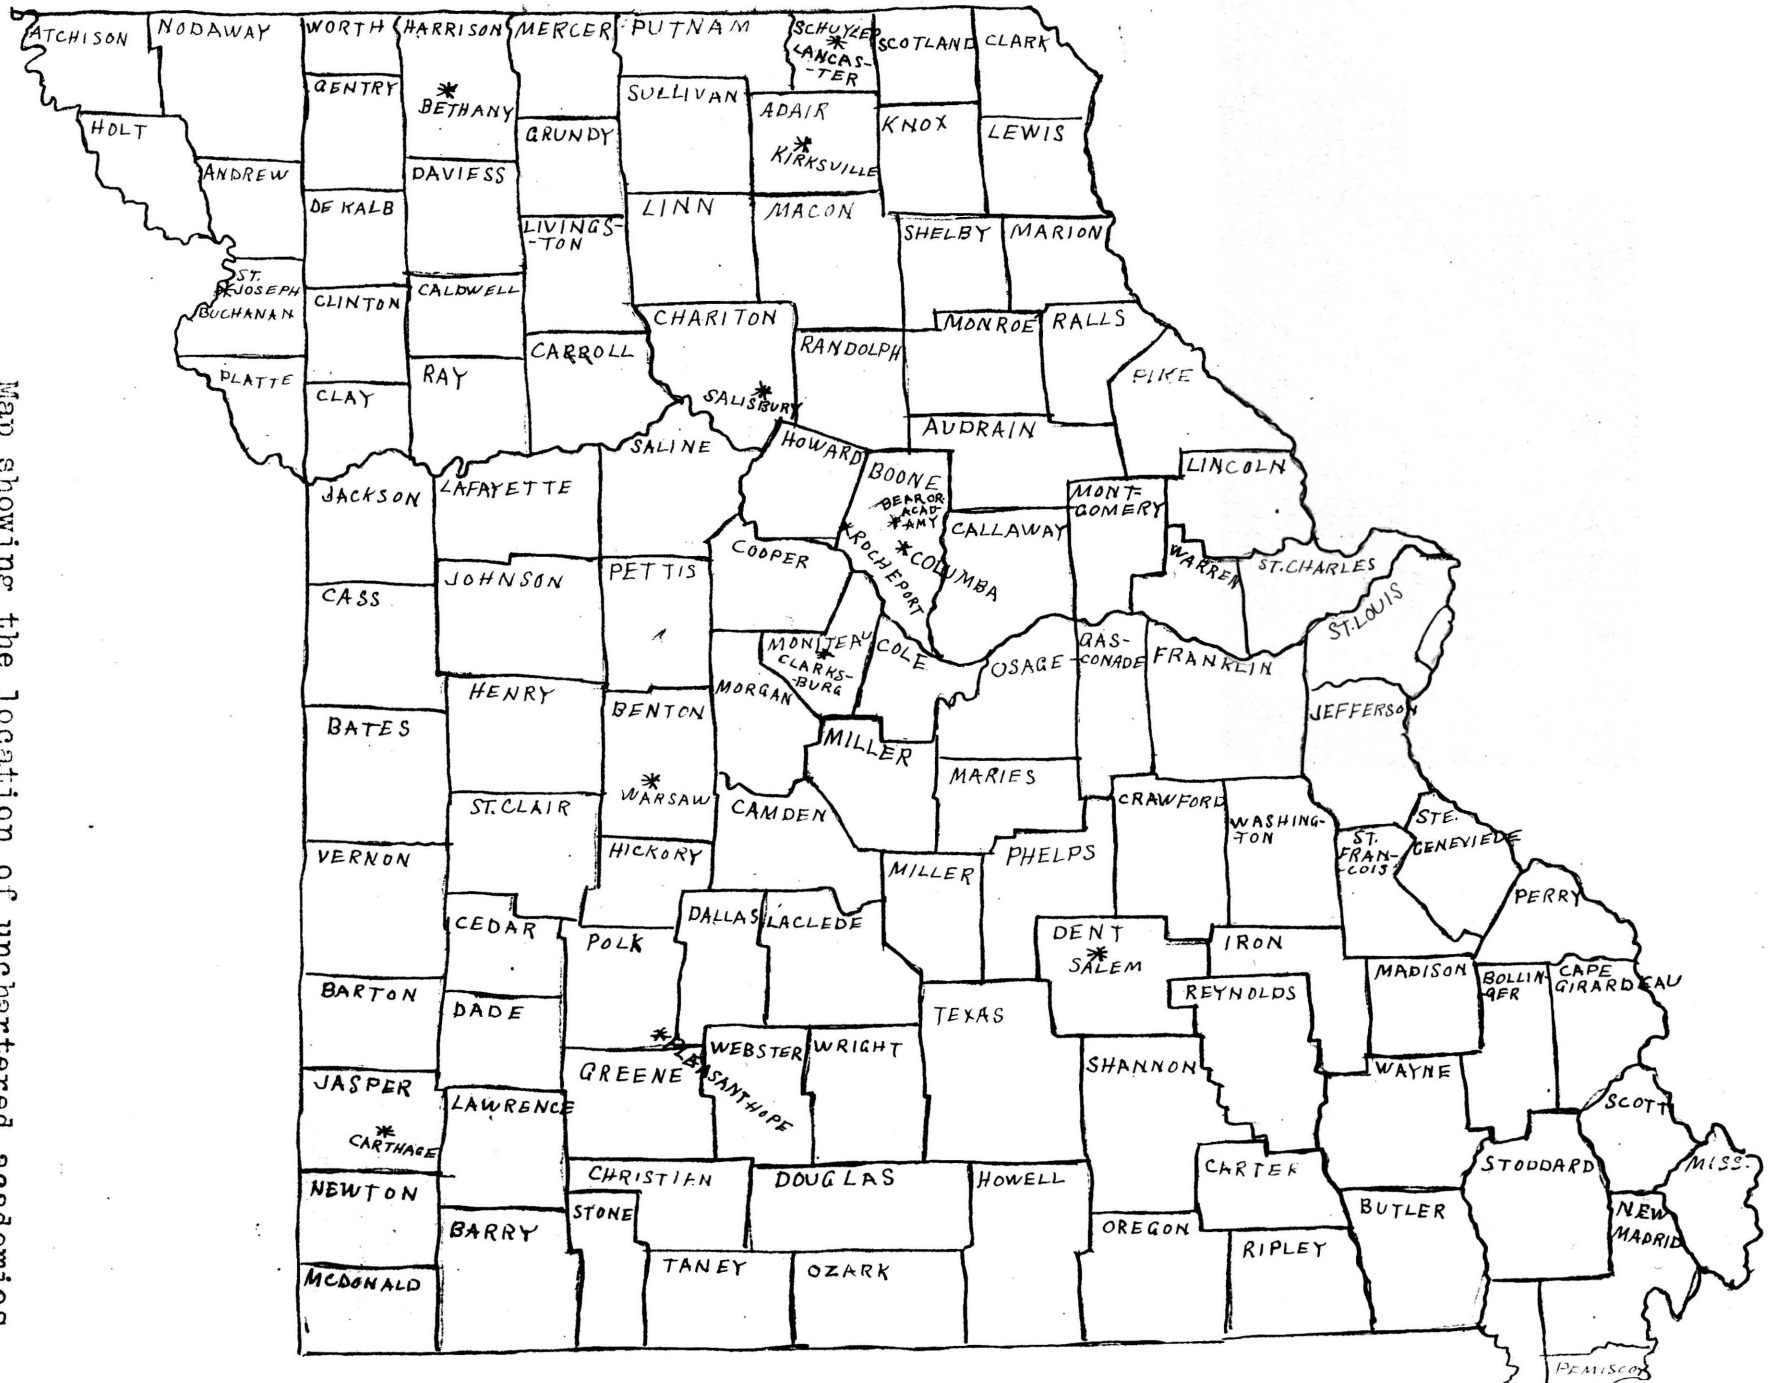 ATCHISON
NODAWAY
WORTH
HARRISON
MERCER
PUTNAM
SCHUYLER
LANCAS-
-TER
SCOTLAND
CLARK
GENTRY
BETHANY
SULLIVAN
ADAIR
KIRKSVILLE
KNOX
LEWIS
HOLT
GRUNDY
ANDREW
DAVIESS
DE KALB
LINN
MACON
LIVINGS-
-TON
SHELBY
MARION
ST.
JOSEPH
BUCHANAN
CLINTON
CALDWELL
CHARITON
MONROE
RALLS
CARROLL
RANDOLPH
PLATTE
CLAY
RAY
SALISBURY
PIKE
SALINE
HOWARD
AUDRAIN
BOONE
BEAR OR
ACAD-
AMY
LINCOLN
JACKSON
LAFAYETTE
MONT-
GOMERY
CALLAWAY
COOPER
ROCHEPORT
COLUMBA
WARREN
ST.CHARLES
ST.LOUIS
CASS
JOHNSON
PETTIS
MONITEAU
CLARKS-
-BURG
COLE
OSAGE
GAS-
-CONADE
FRANKLIN
MORGAN
HENRY
BENTON
JEFFERSON
BATES
MILLER
MARIES
WARSAW
ST.CLAIR
CAMDEN
CRAWFORD
WASHING-
-TON
STE.
GENEVIEDE
ST.
FRAN-
-COIS
VERNON
HICKORY
MILLER
PHELPS
PERRY
CEDAR
POLK
DALLAS
LACLEDE
DENT
SALEM
IRON
MADISON
BOLLIN-
-GER
CAPE
GIRARDEAU
BARTON
DADE
TEXAS
REYNOLDS
PLEASANT HOPE
WEBSTER
WRIGHT
GREENE
SHANNON
WAYNE
JASPER
LAWRENCE
CARTHAGE
SCOTT
NEWTON
CHRISTIAN
DOUGLAS
HOWELL
CARTER
STODDARD
MISS.
STONE
BARRY
OREGON
BUTLER
NEW
MADRID
RIPLEY
MCDONALD
TANEY
OZARK
PEMISCOT
Map showing the location of unchartered academies